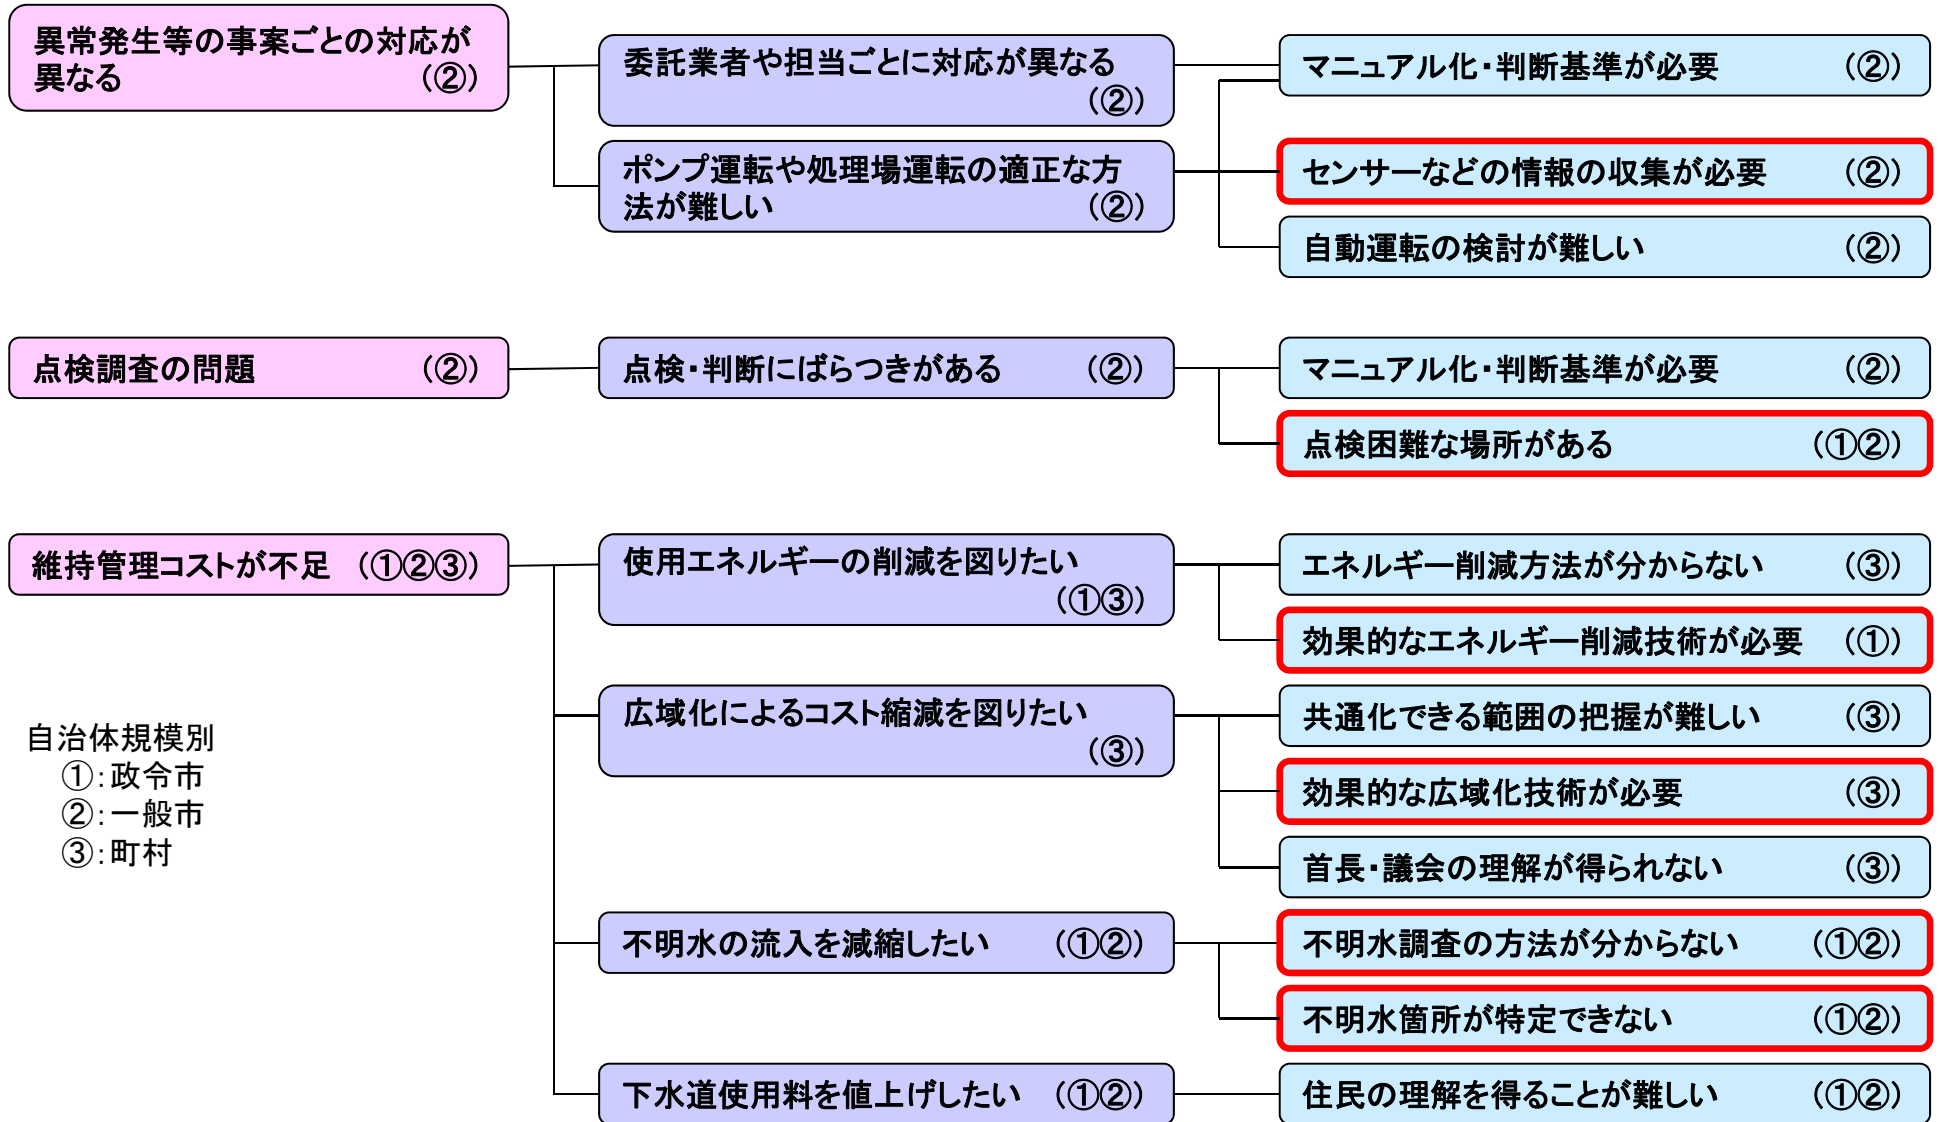 異常発生等の事案ごとの対応が
異なる (②)
委託業者や担当ごとに対応が異なる
(②)
マニュアル化・判断基準が必要 (②)
ポンプ運転や処理場運転の適正な方
法が難しい (②)
センサーなどの情報の収集が必要 (②)
自動運転の検討が難しい (②)
点検調査の問題 (②)
点検・判断にばらつきがある (②)
マニュアル化・判断基準が必要 (②)
点検困難な場所がある (①②)
維持管理コストが不足 (①②③)
使用エネルギーの削減を図りたい
(①③)
エネルギー削減方法が分からない (③)
効果的なエネルギー削減技術が必要 (①)
広域化によるコスト縮減を図りたい
(③)
共通化できる範囲の把握が難しい (③)
効果的な広域化技術が必要 (③)
首長・議会の理解が得られない (③)
不明水の流入を減縮したい (①②)
不明水調査の方法が分からない (①②)
不明水箇所が特定できない (①②)
下水道使用料を値上げしたい (①②)
住民の理解を得ることが難しい (①②)
自治体規模別
①:政令市
②:一般市
③:町村